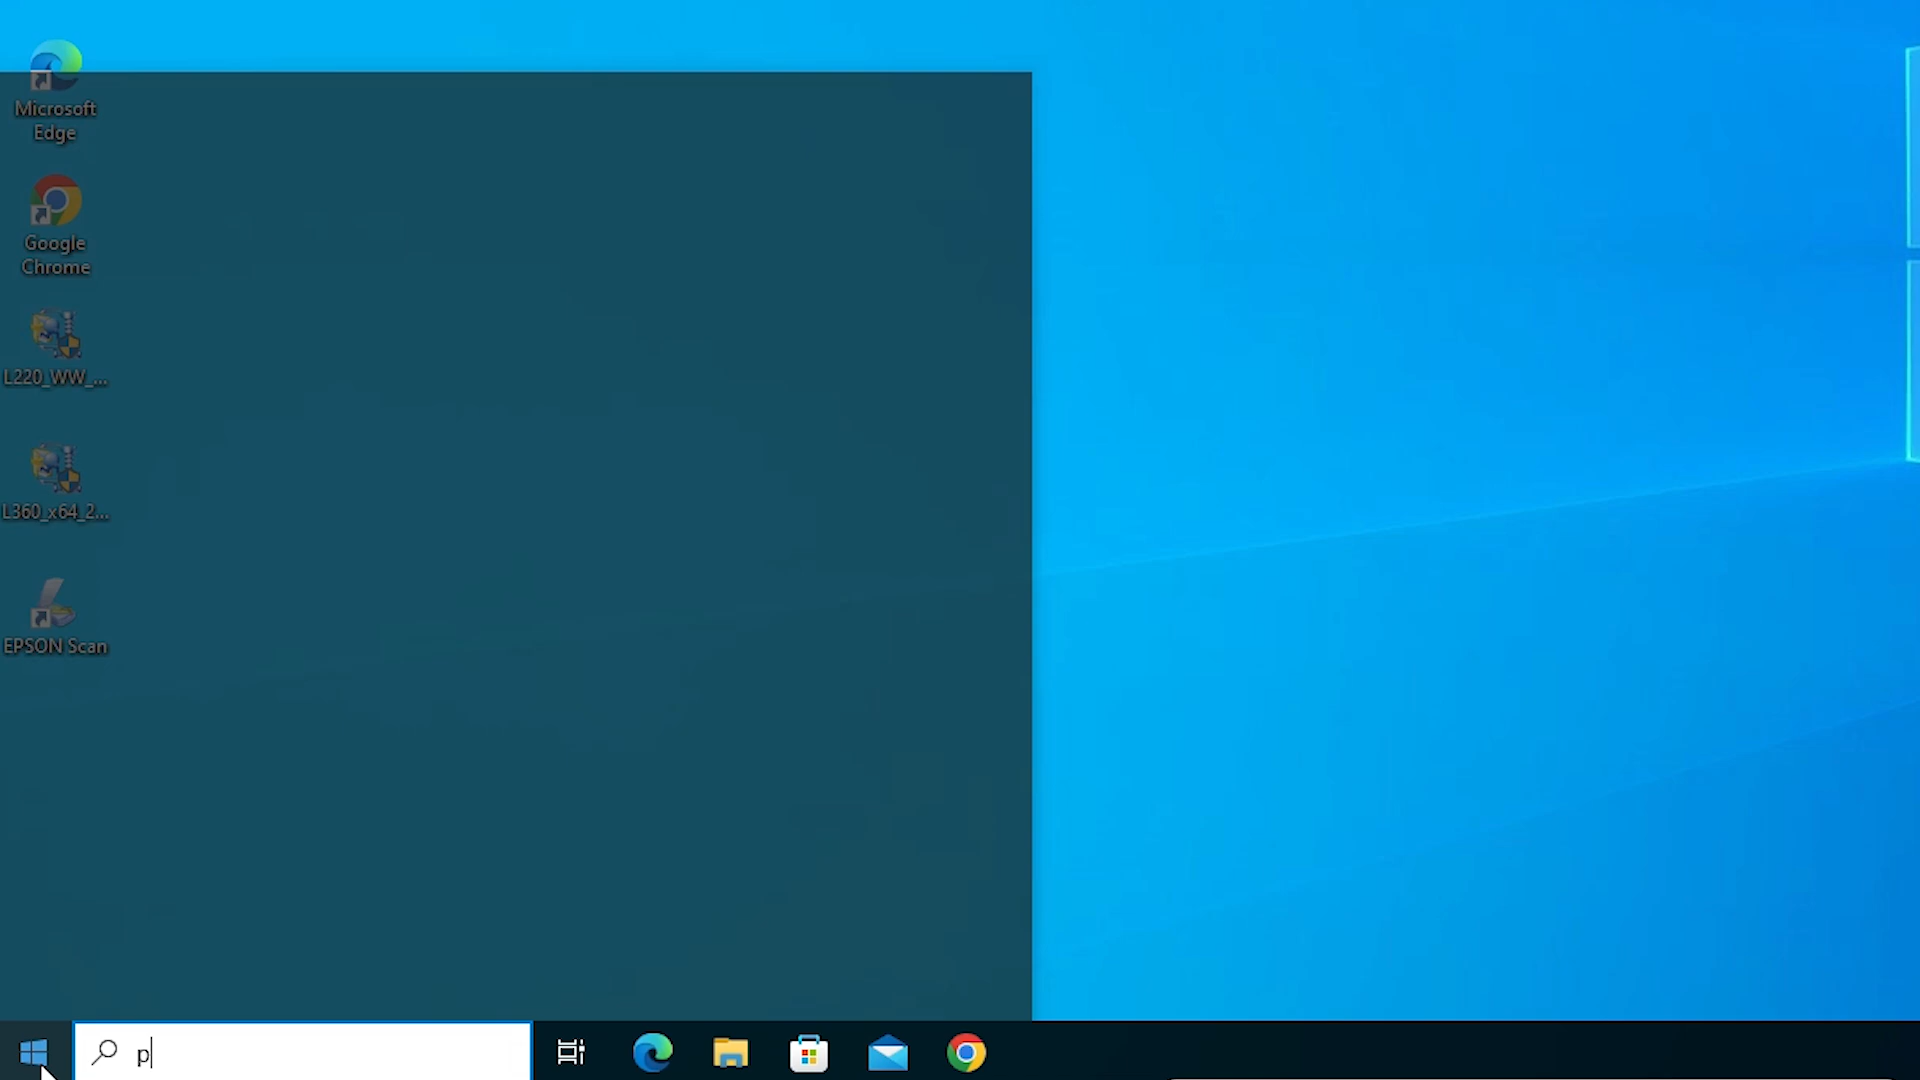 Microsoft
Edge
Google
Chrome
L220_WW_...
L360_x64_2...
EPSON Scan
p